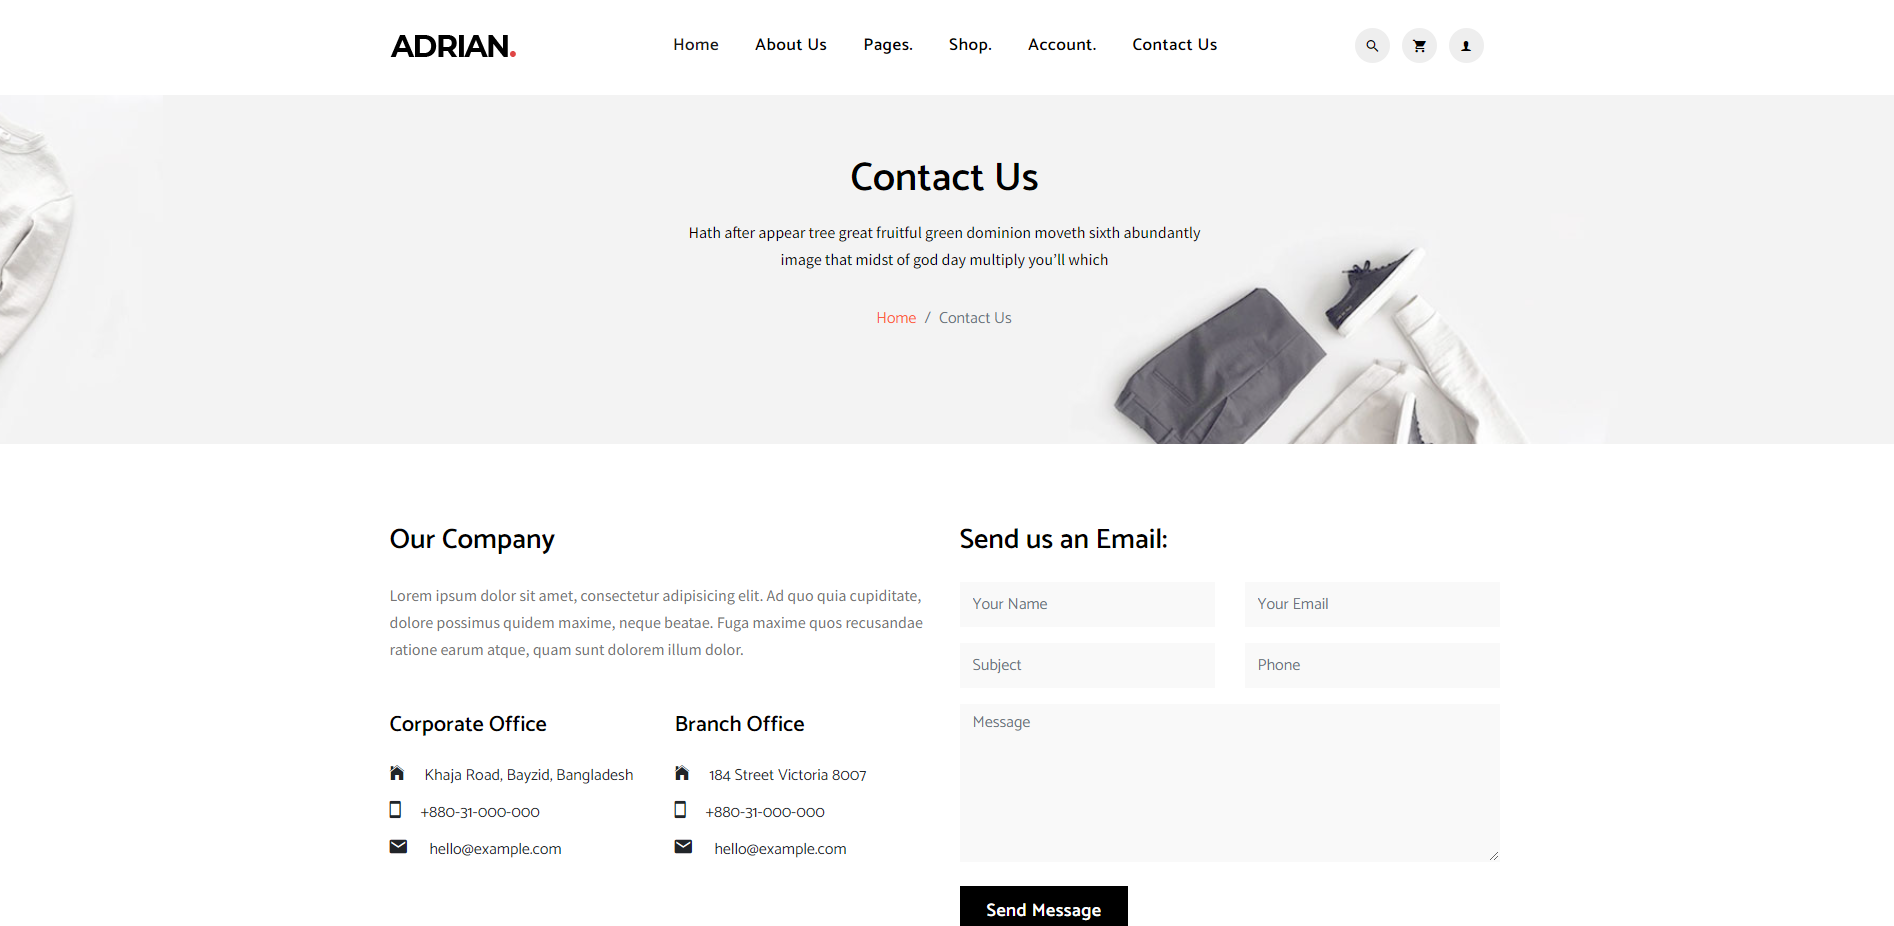 ADRIAN.
Home About Us Pages. Shop. Account. Contact Us
Contact Us
Hath after appear tree great fruitful green dominion moveth sixth abundantly
image that midst of god day multiply you’ll which
Home / Contact Us
Our Company
Lorem ipsum dolor sit amet, consectetur adipisicing elit. Ad quo quia cupiditate,
dolore possimus quidem maxime, neque beatae. Fuga maxime quos recusandae
ratione earum atque, quam sunt dolorem illum dolor.
Corporate Office
Khaja Road, Bayzid, Bangladesh
+880-31-000-000
hello@example.com
Branch Office
184 Street Victoria 8007
+880-31-000-000
hello@example.com
Send us an Email:
Your Name
Your Email
Subject
Phone
Message
Send Message